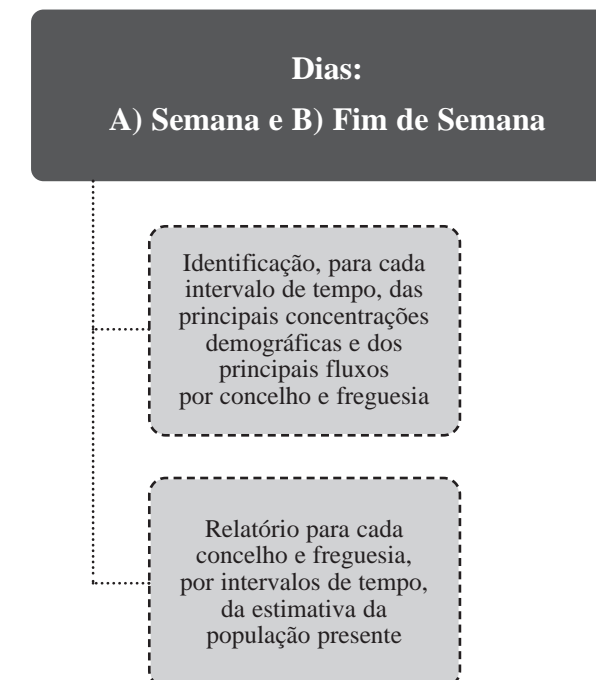 Dias:
A) Semana e B) Fim de Semana
Identificação, para cada
intervalo de tempo, das
principais concentrações
demográficas e dos
principais fluxos
por concelho e freguesia
Relatório para cada
concelho e freguesia,
por intervalos de tempo,
da estimativa da
população presente